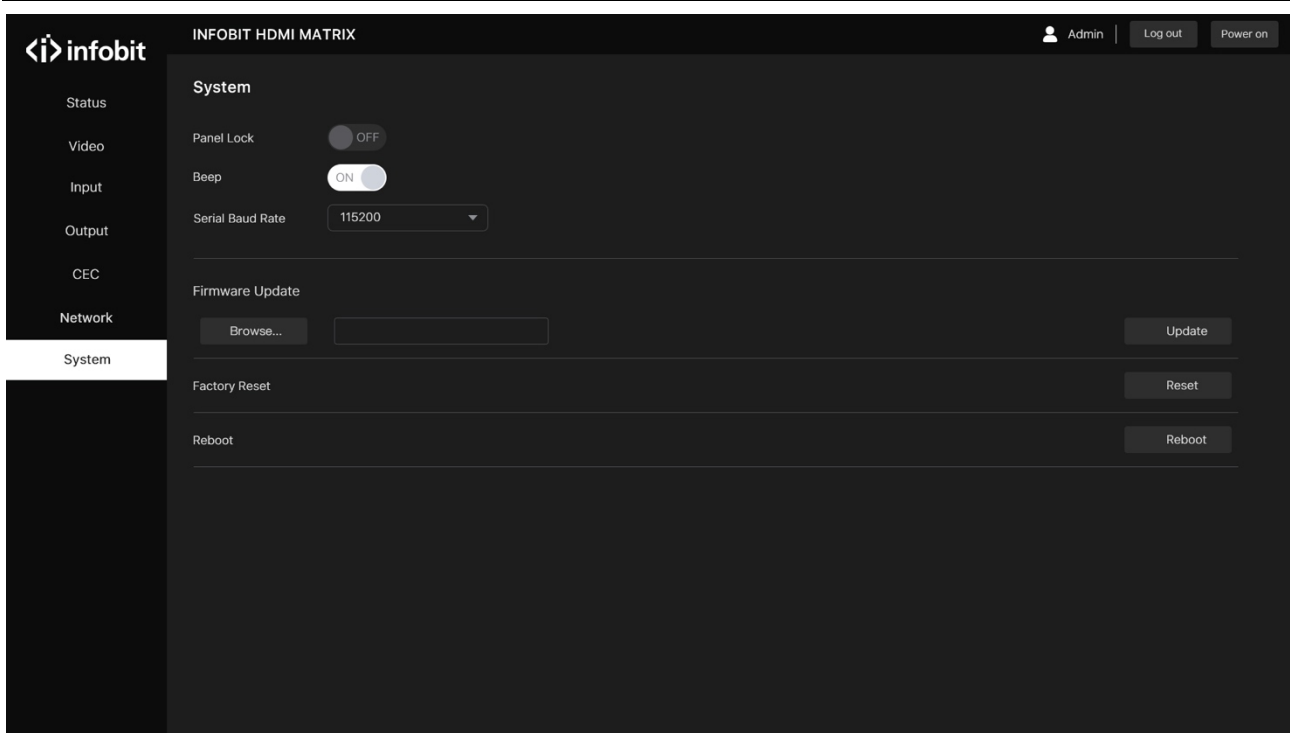 <i>infobit
INFOBIT HDMI MATRIX
Admin
Log out
Power on
Status
Video
Input
Output
CEC
Network
System
System
Panel Lock
OFF
Beep
ON
Serial Baud Rate
115200
Firmware Update
Browse...
Update
Factory Reset
Reset
Reboot
Reboot